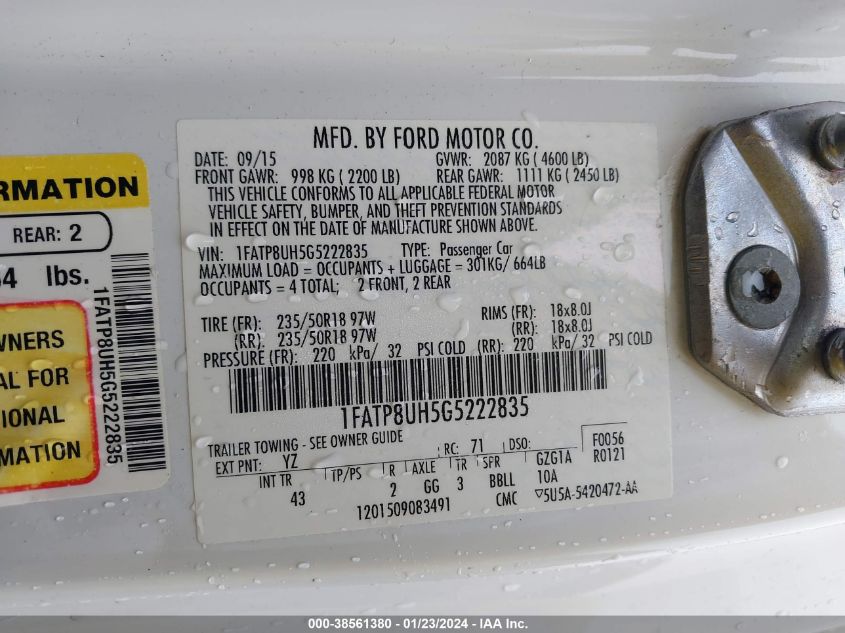 MFD. BY FORD MOTOR CO.
DATE: 09/15 GVWR: 2087 KG ( 4600 LB)
FRONT GAWR: 998 KG ( 2200 LB) REAR GAWR: 1111 KG ( 2450 LB)
THIS VEHICLE CONFORMS TO ALL APPLICABLE FEDERAL MOTOR
VEHICLE SAFETY, BUMPER, AND THEFT PREVENTION STANDARDS
IN EFFECT ON THE DATE OF MANUFACTURE SHOWN ABOVE.
VIN: 1FATP8UH5G5222835 TYPE: Passenger Car
MAXIMUM LOAD = OCCUPANTS + LUGGAGE = 301KG/ 664LB
OCCUPANTS = 4 TOTAL; 2 FRONT, 2 REAR
TIRE (FR): 235/50R18 97W RIMS (FR): 18x8.0J
(RR): 235/50R18 97W (RR): 18x8.0J
PRESSURE (FR): 220 kPa/ 32 PSI COLD (RR): 220 kPa/ 32 PSI COLD
1FATP8UH5G5222835
TRAILER TOWING - SEE OWNER GUIDE
EXT PNT: YZ RC: 71 DSO: F0056
R0121
INT TR TP/PS R AXLE TR SPR GZG1A
43 2 GG 3 BBLL 10A
1201509083491 CMC ▽5U5A-5420472-AA
RMATION
REAR: 2
4 lbs.
1FATP8UH5G5222835
WNERS
AL FOR
IONAL
MATION
000-38561380 - 01/23/2024 - IAA Inc.